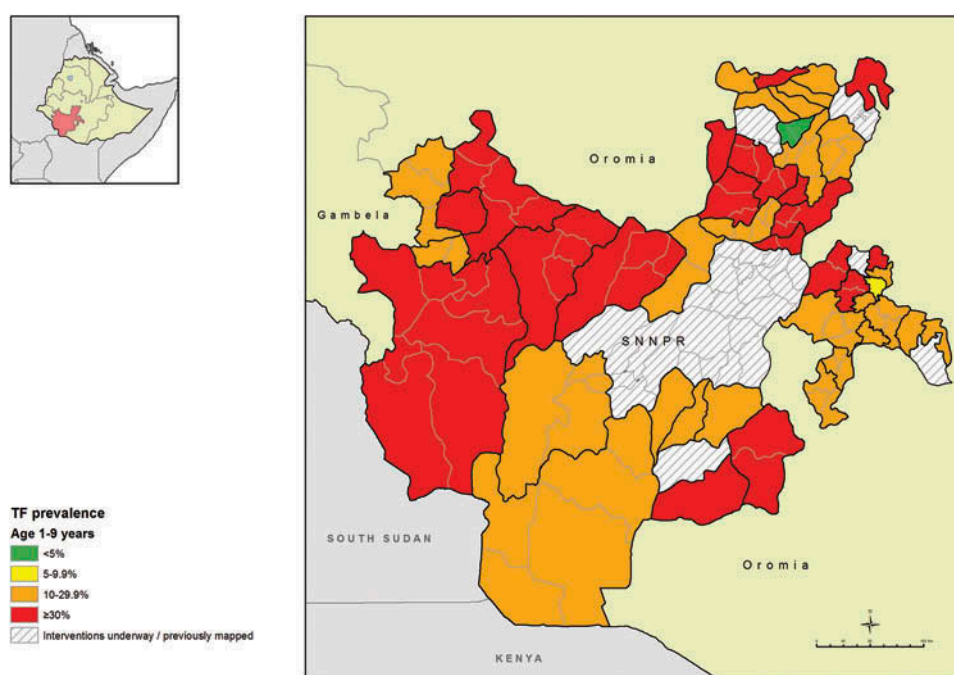 Oromia
Gambela
SNNPR
TF prevalence
Age 1-9 years
<5%
5-9.9%
10-29.9%
≥30%
Interventions underway / previously mapped
SOUTH SUDAN
Oromia
KENYA